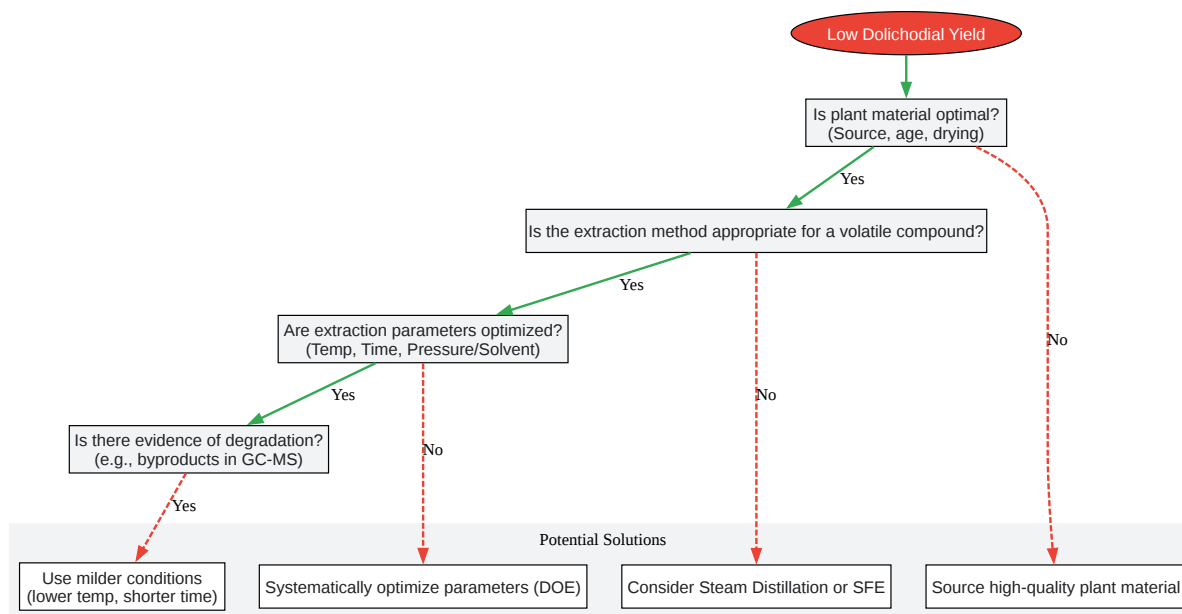 Low Dolichodial Yield
Is plant material optimal?
(Source, age, drying)
Yes
Is the extraction method appropriate for a volatile compound?
Yes
Are extraction parameters optimized?
(Temp, Time, Pressure/Solvent)
No
Yes
No
Is there evidence of degradation?
(e.g., byproducts in GC-MS)
No
Yes
Potential Solutions
Use milder conditions
(lower temp, shorter time)
Systematically optimize parameters (DOE)
Consider Steam Distillation or SFE
Source high-quality plant material